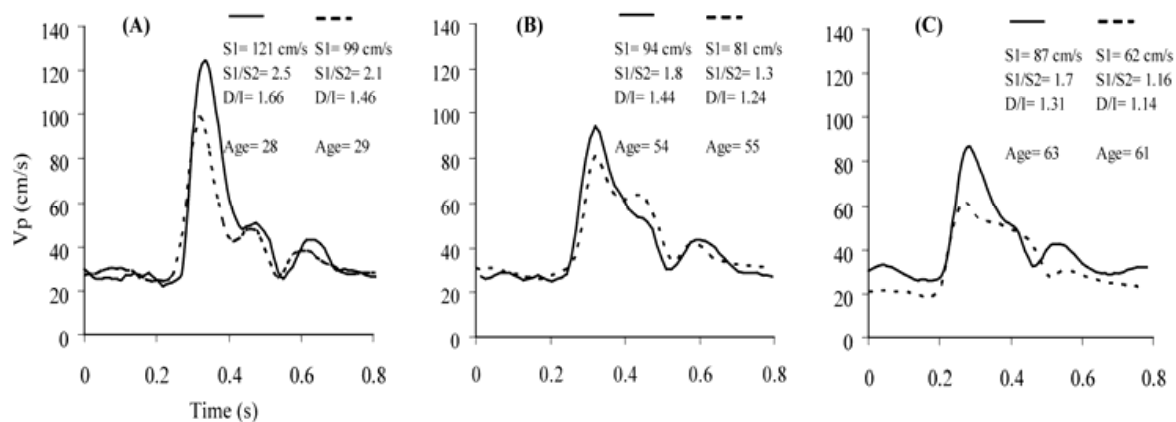 (A)
S1= 121 cm/s S1= 99 cm/s
S1/S2= 2.5 S1/S2= 2.1
D/I= 1.66 D/I= 1.46
Age= 28 Age= 29
140
120
100
80
60
40
20
0
Vp (cm/s)
0 0.2 0.4 0.6 0.8
Time (s)
(B)
S1= 94 cm/s S1= 81 cm/s
S1/S2= 1.8 S1/S2= 1.3
D/I= 1.44 D/I= 1.24
Age= 54 Age= 55
140
120
100
80
60
40
20
0
0 0.2 0.4 0.6 0.8
(C)
S1= 87 cm/s S1= 62 cm/s
S1/S2= 1.7 S1/S2= 1.16
D/I= 1.31 D/I= 1.14
Age= 63 Age= 61
140
120
100
80
60
40
20
0
0 0.2 0.4 0.6 0.8